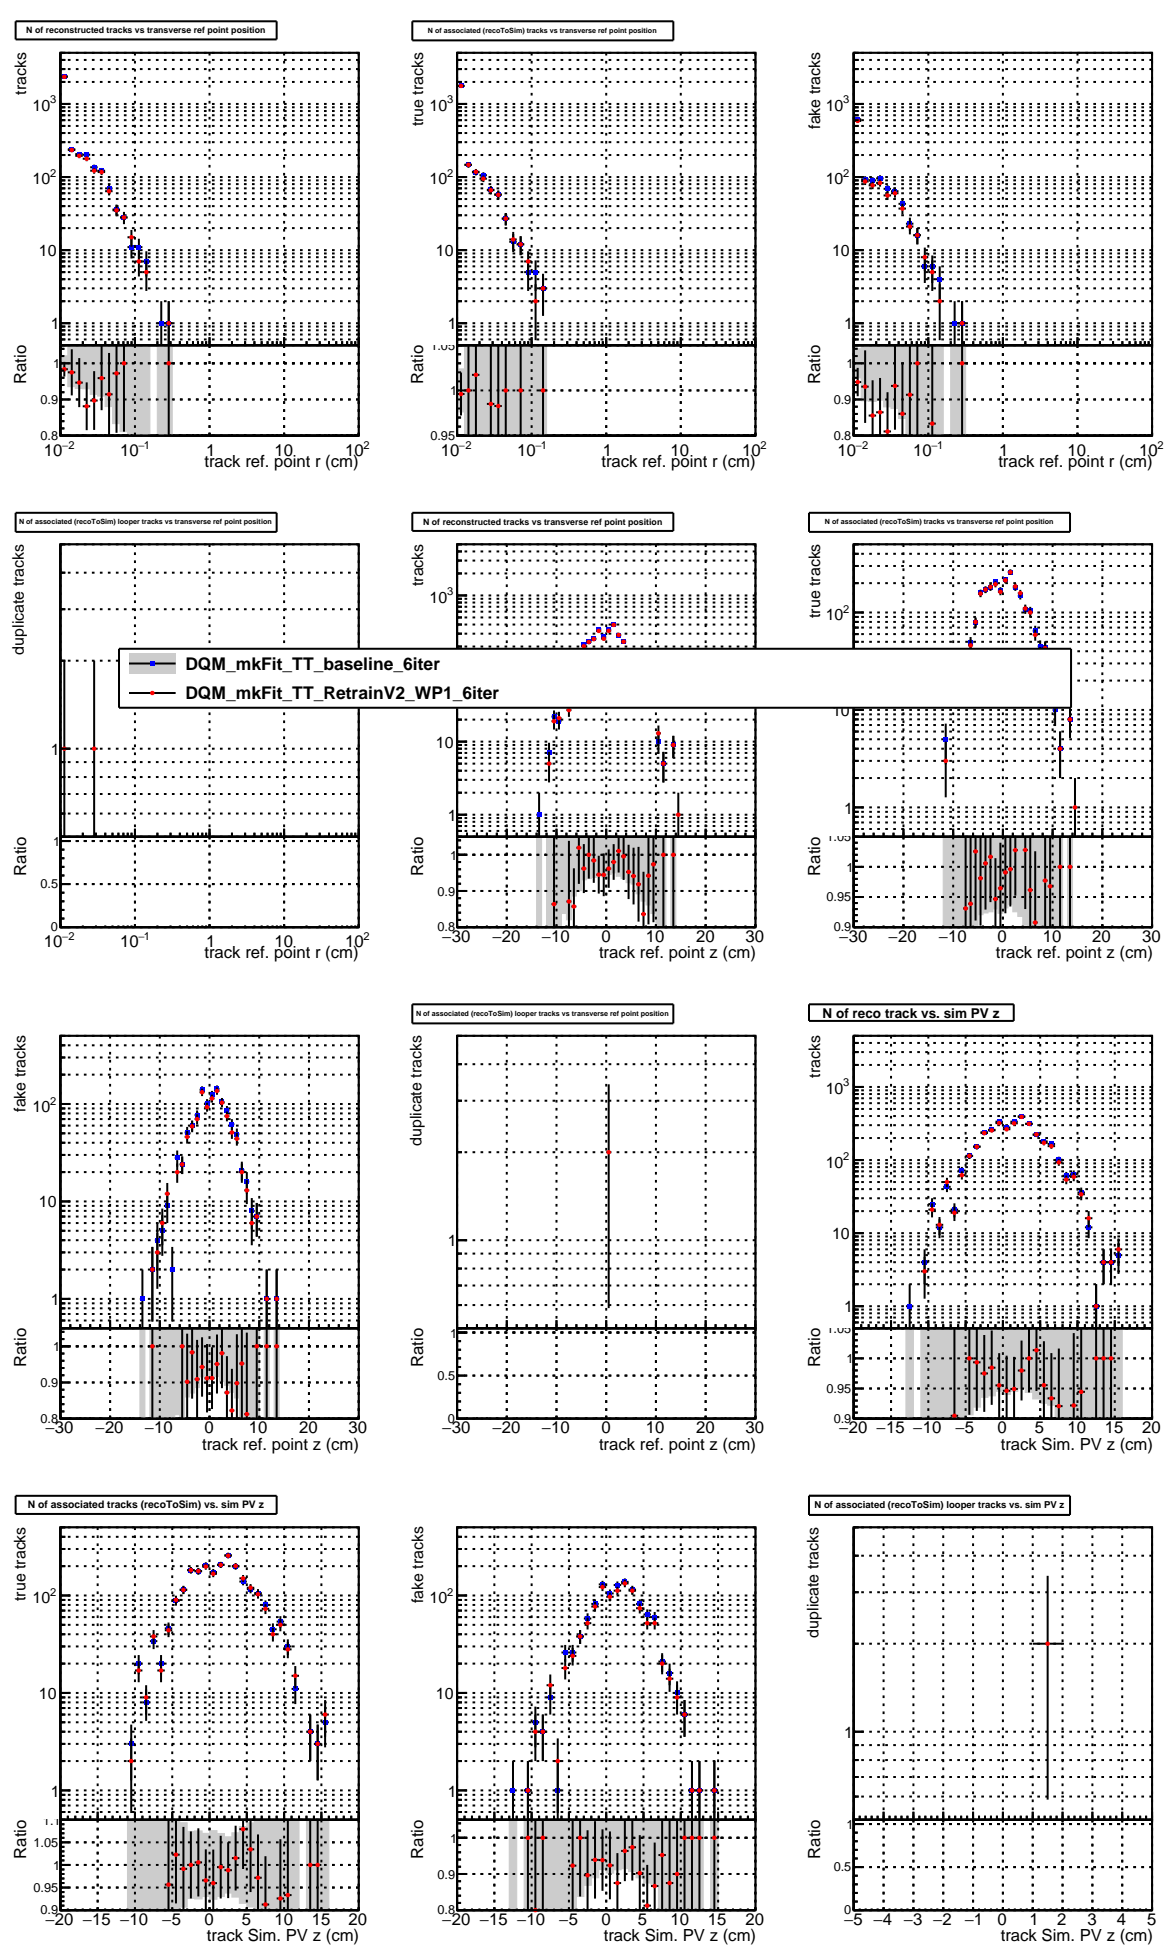 N of reconstructed tracks vs transverse ref point position
tracks
10³
10²
10
1
Ratio
1
0.9
0.8
10⁻² 10⁻¹ 1 10 10²
track ref. point r (cm)
N of associated (recoToSim) tracks vs transverse ref point position
true tracks
10³
10²
10
1
Ratio
1.05
1
0.95
10⁻² 10⁻¹ 1 10 10²
track ref. point r (cm)
fake tracks
10³
10²
10
1
Ratio
1
0.9
0.8
10⁻² 10⁻¹ 1 10 10²
track ref. point r (cm)
N of associated (recoToSim) looper tracks vs transverse ref point position
duplicate tracks
1
Ratio
1
0.5
0
10⁻² 10⁻¹ 1 10 10²
track ref. point r (cm)
N of reconstructed tracks vs transverse ref point position
tracks
10³
10
1
Ratio
1
0.9
0.8
−30 −20 −10 0 10 20 30
track ref. point z (cm)
N of associated (recoToSim) tracks vs transverse ref point position
true tracks
10²
10
1
Ratio
1.05
1
0.95
0.9
−30 −20 −10 0 10 20 30
track ref. point z (cm)
DQM_mkFit_TT_baseline_6iter
DQM_mkFit_TT_RetrainV2_WP1_6iter
fake tracks
10²
10
1
Ratio
1
0.9
0.8
−30 −20 −10 0 10 20 30
track ref. point z (cm)
N of associated (recoToSim) looper tracks vs transverse ref point position
duplicate tracks
1
Ratio
1
0.5
0
−30 −20 −10 0 10 20 30
track ref. point z (cm)
N of reco track vs. sim PV z
tracks
10³
10²
10
1
Ratio
1.05
1
0.95
0.9
−20 −15 −10 −5 0 5 10 15 20
track Sim. PV z (cm)
N of associated tracks (recoToSim) vs. sim PV z
true tracks
10²
10
1
Ratio
1.1
1.05
1
0.95
0.9
−20 −15 −10 −5 0 5 10 15 20
track Sim. PV z (cm)
fake tracks
10²
10
1
Ratio
1
0.9
0.8
−20 −15 −10 −5 0 5 10 15 20
track Sim. PV z (cm)
N of associated (recoToSim) looper tracks vs. sim PV z
duplicate tracks
1
Ratio
1
0.5
0
−5 −4 −3 −2 −1 0 1 2 3 4 5
track Sim. PV z (cm)